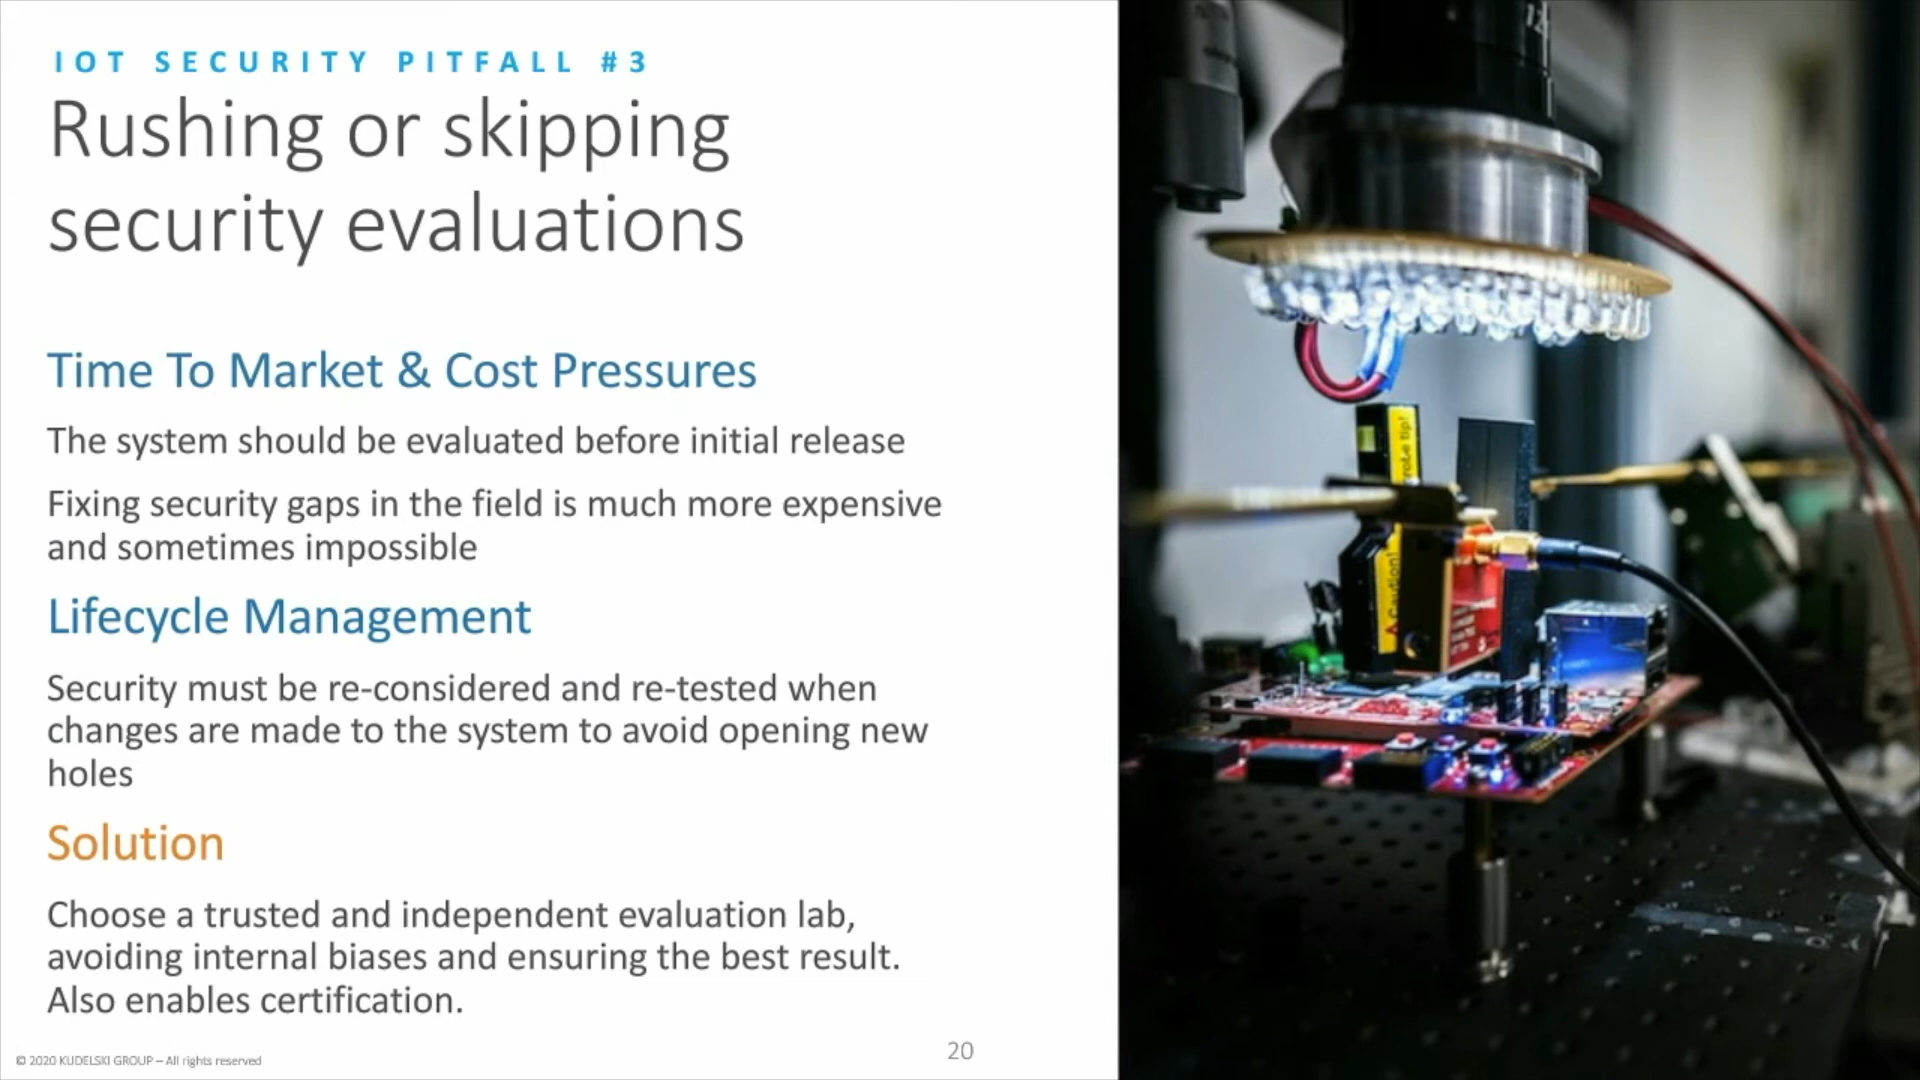 IOT SECURITY PITFALL #3
Rushing or skipping
security evaluations
Time To Market & Cost Pressures
The system should be evaluated before initial release
Fixing security gaps in the field is much more expensive
and sometimes impossible
Lifecycle Management
Security must be re-considered and re-tested when
changes are made to the system to avoid opening new
holes
Solution
Choose a trusted and independent evaluation lab,
avoiding internal biases and ensuring the best result.
Also enables certification.
© 2020 KUDELSKI GROUP – All rights reserved
20
tip!
Caution!